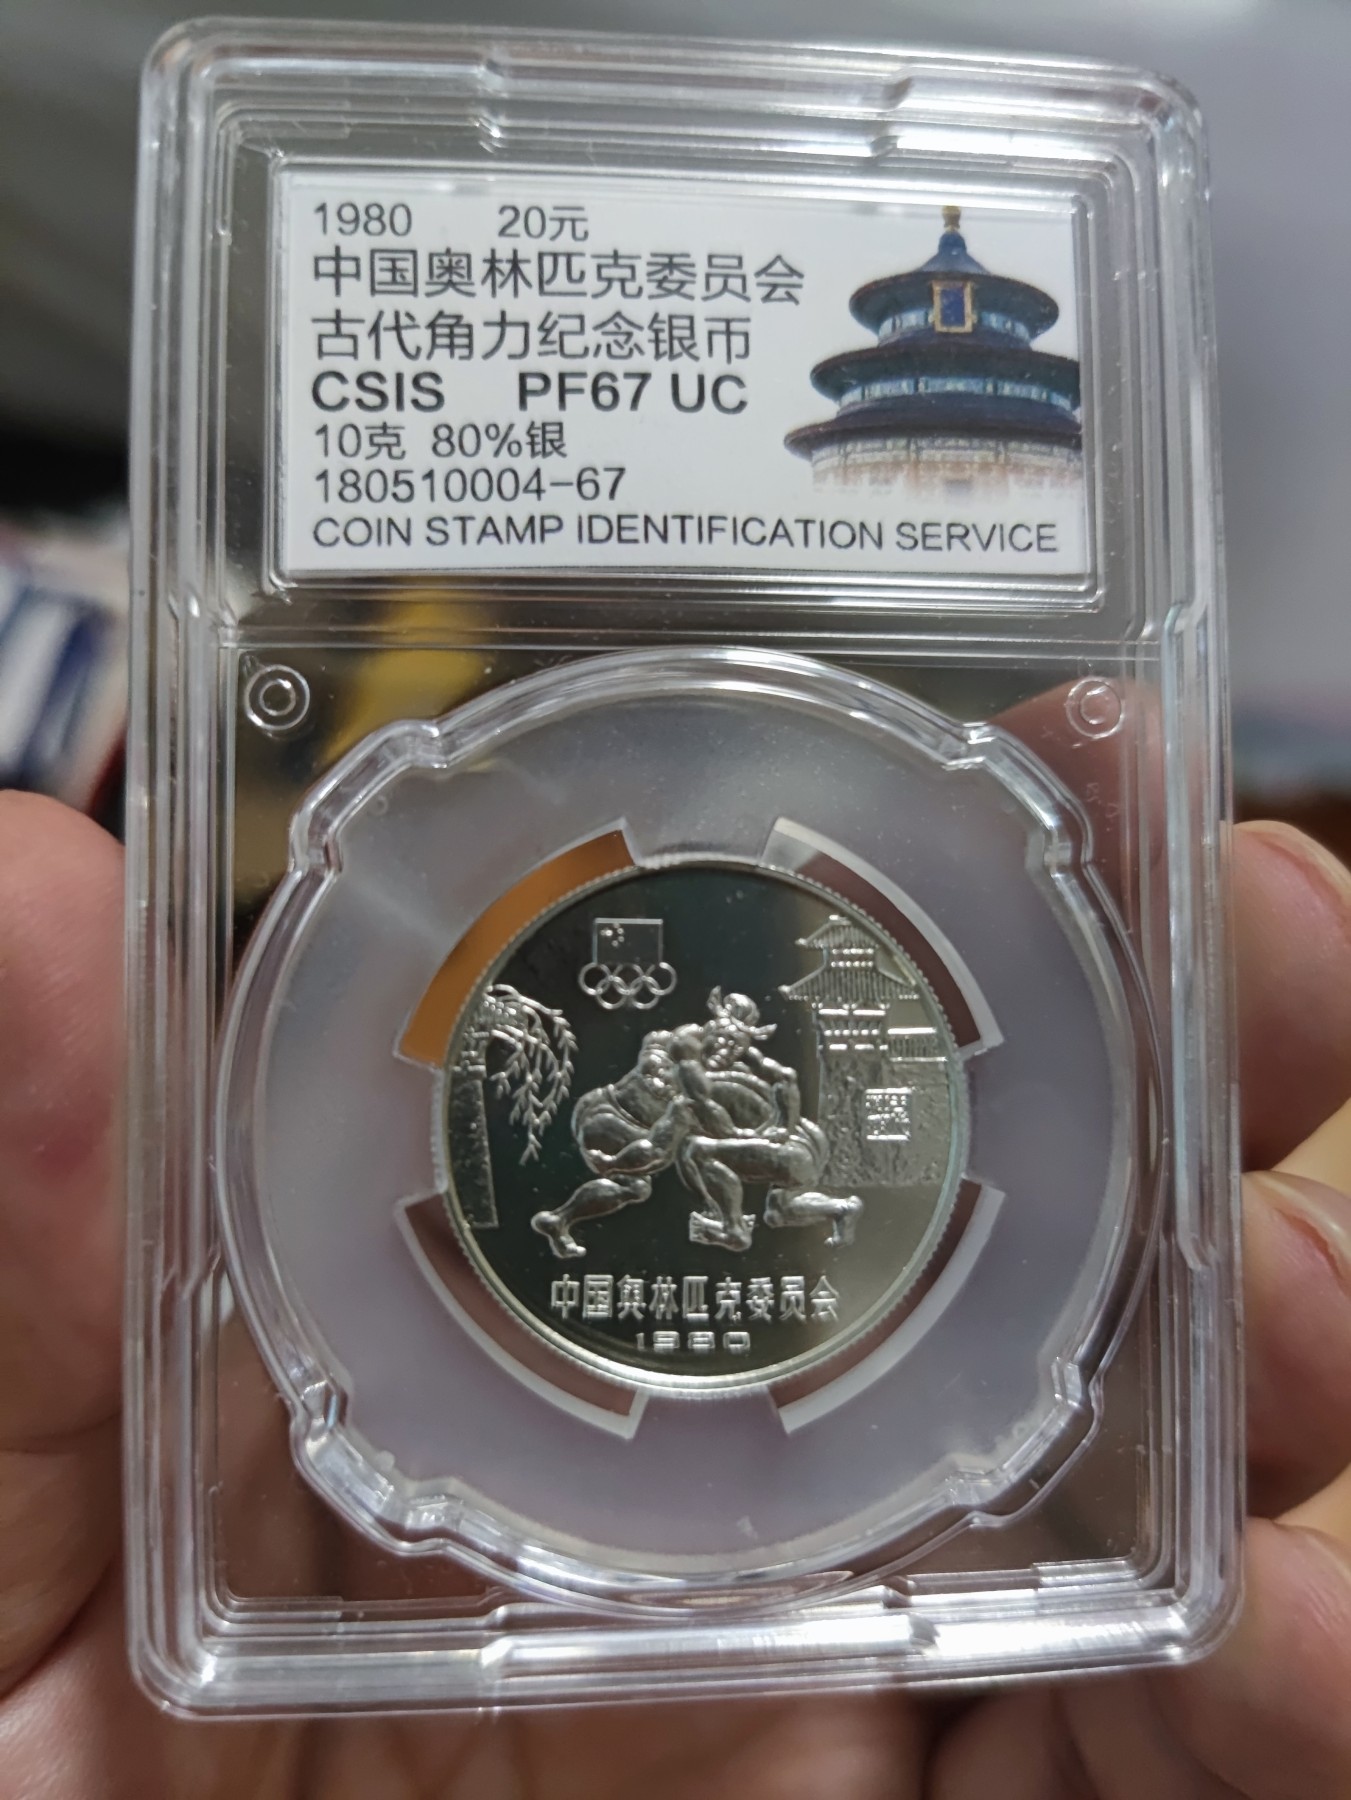 1980 20元
中国奥林匹克委员会
古代角力纪念银币
CSIS PF67 UC
10克 80%银
180510004-67
COIN STAMP IDENTIFICATION SERVICE
中国奥林匹克委员会
1980